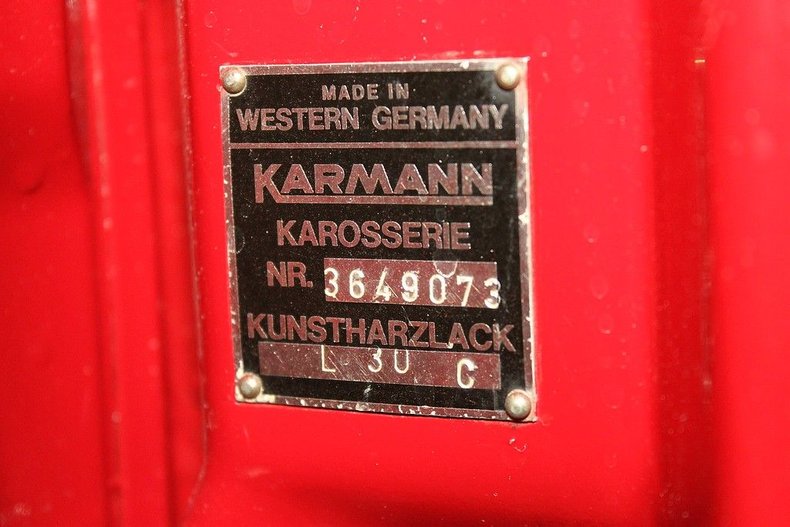 MADE IN
WESTERN GERMANY
KARMANN
KAROSSERIE
NR. 3649073
KUNSTHARZLACK
L 30 C